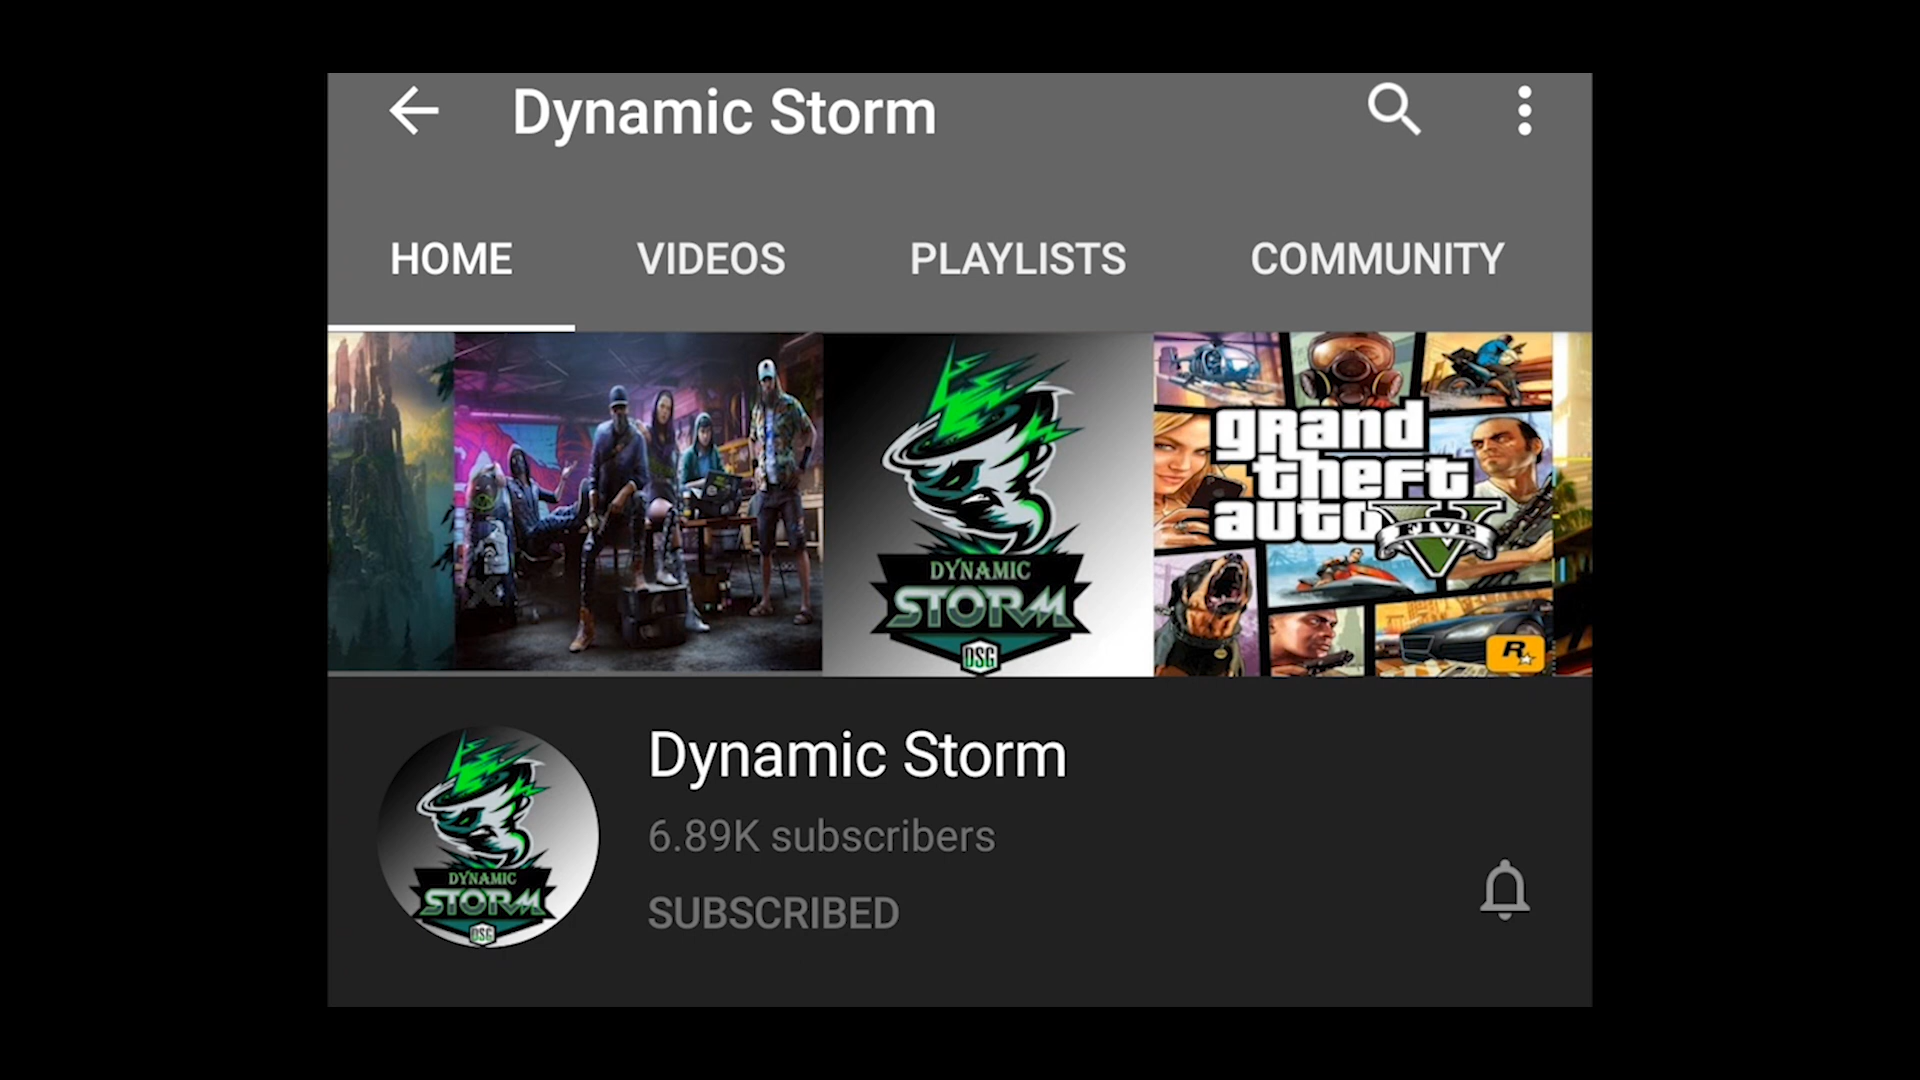 Dynamic Storm
HOME VIDEOS PLAYLISTS COMMUNITY
DYNAMIC
STORM
DSG
grand
theft
auto
FIVE
V
R
Dynamic Storm
6.89K subscribers
SUBSCRIBED
DYNAMIC
STORM
DSG